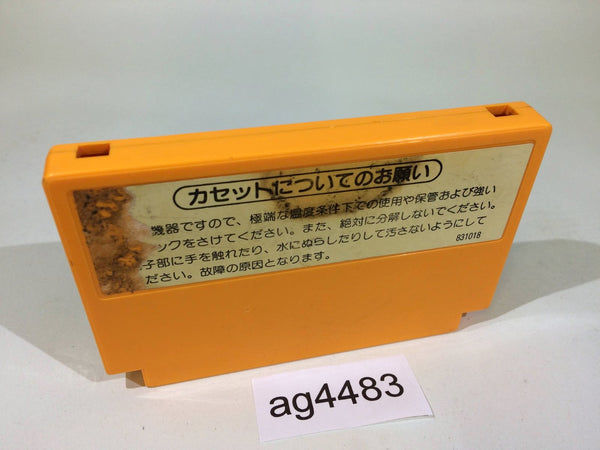 カセットについてのお願い
機器ですので、極端な温度条件下での使用や保管および強い
ックをさけてください。また、絶対に分解しないでください。
子部に手を触れたり、水にぬらしたりして汚さないようにして
ださい。故障の原因となります。
831018
ag4483